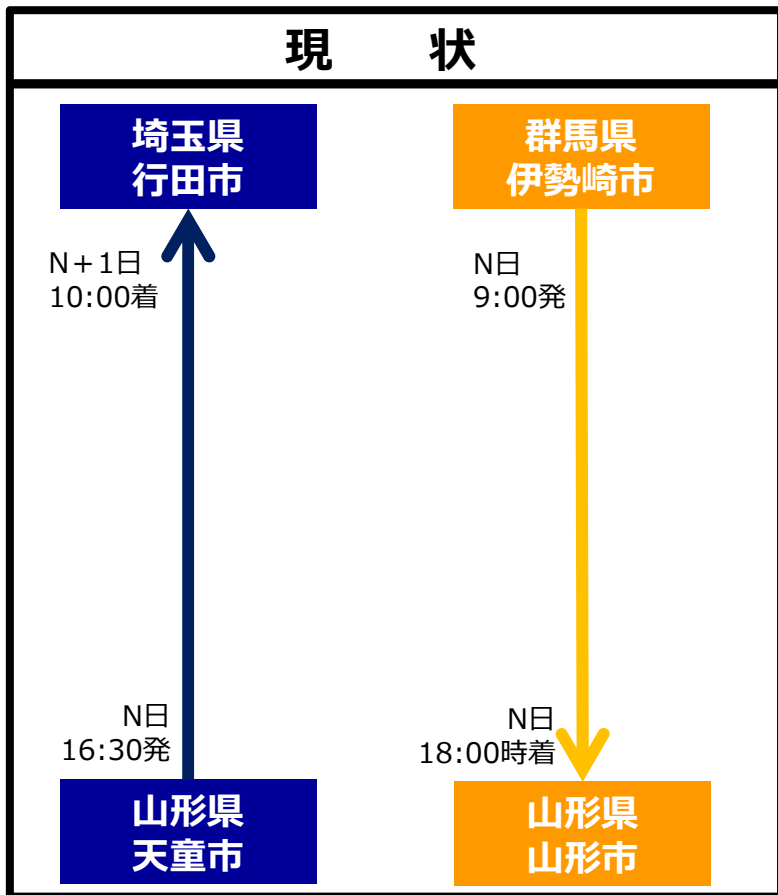 現　　状
埼玉県
行田市
群馬県
伊勢崎市
N＋1日
10:00着
N日
9:00発
N日
16:30発
N日
18:00時着
山形県
天童市
山形県
山形市